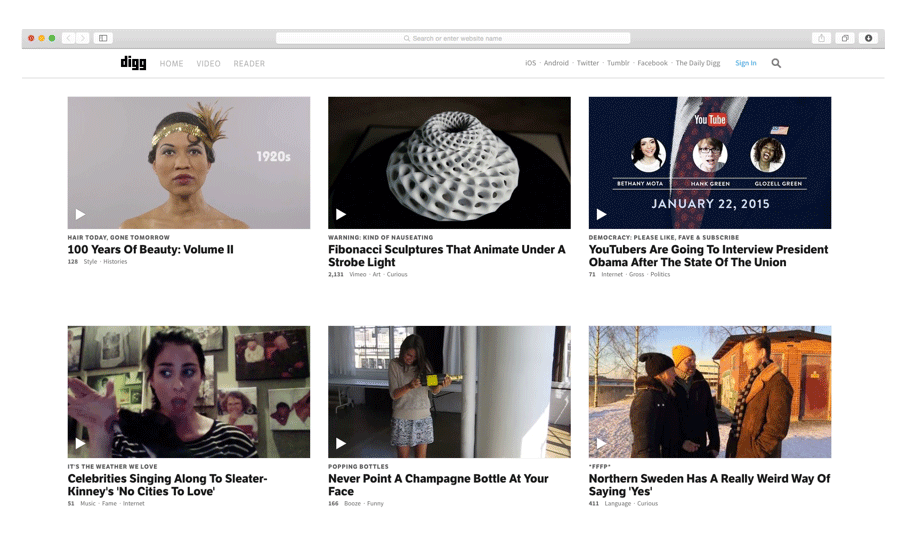 Search or enter website name
digg HOME VIDEO READER iOS · Android · Twitter · Tumblr · Facebook · The Daily Digg Sign in
1920s
YouTube
BETHANY MOTA HANK GREEN GLOZELL GREEN
JANUARY 22, 2015
HAIR TODAY, GONE TOMORROW
100 Years Of Beauty: Volume II
128 Style · Histories
WARNING: KIND OF NAUSEATING
Fibonacci Sculptures That Animate Under A
Strobe Light
2,131 Vimeo · Art · Curious
DEMOCRACY: PLEASE LIKE, FAVE & SUBSCRIBE
YouTubers Are Going To Interview President
Obama After The State Of The Union
71 Internet · Gross · Politics
IT'S THE WEATHER WE LOVE
Celebrities Singing Along To Sleater-
Kinney's 'No Cities To Love'
51 Music · Fame · Internet
POPPING BOTTLES
Never Point A Champagne Bottle At Your
Face
166 Booze · Funny
*FFFP*
Northern Sweden Has A Really Weird Way Of
Saying 'Yes'
411 Language · Curious